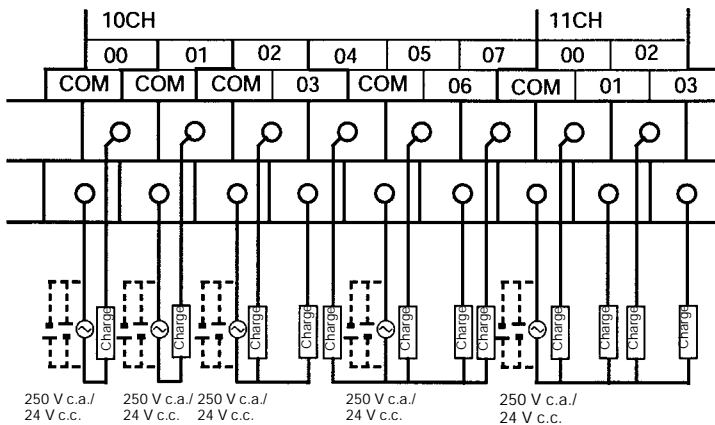 10CH 11CH
00 01 02 04 05 07 00 02
COM COM COM 03 COM 06 COM 01 03
Charge Charge Charge Charge Charge Charge Charge Charge Charge Charge Charge Charge
250 V c.a./ 250 V c.a./ 250 V c.a./ 250 V c.a./ 250 V c.a./
24 V c.c. 24 V c.c. 24 V c.c. 24 V c.c. 24 V c.c.